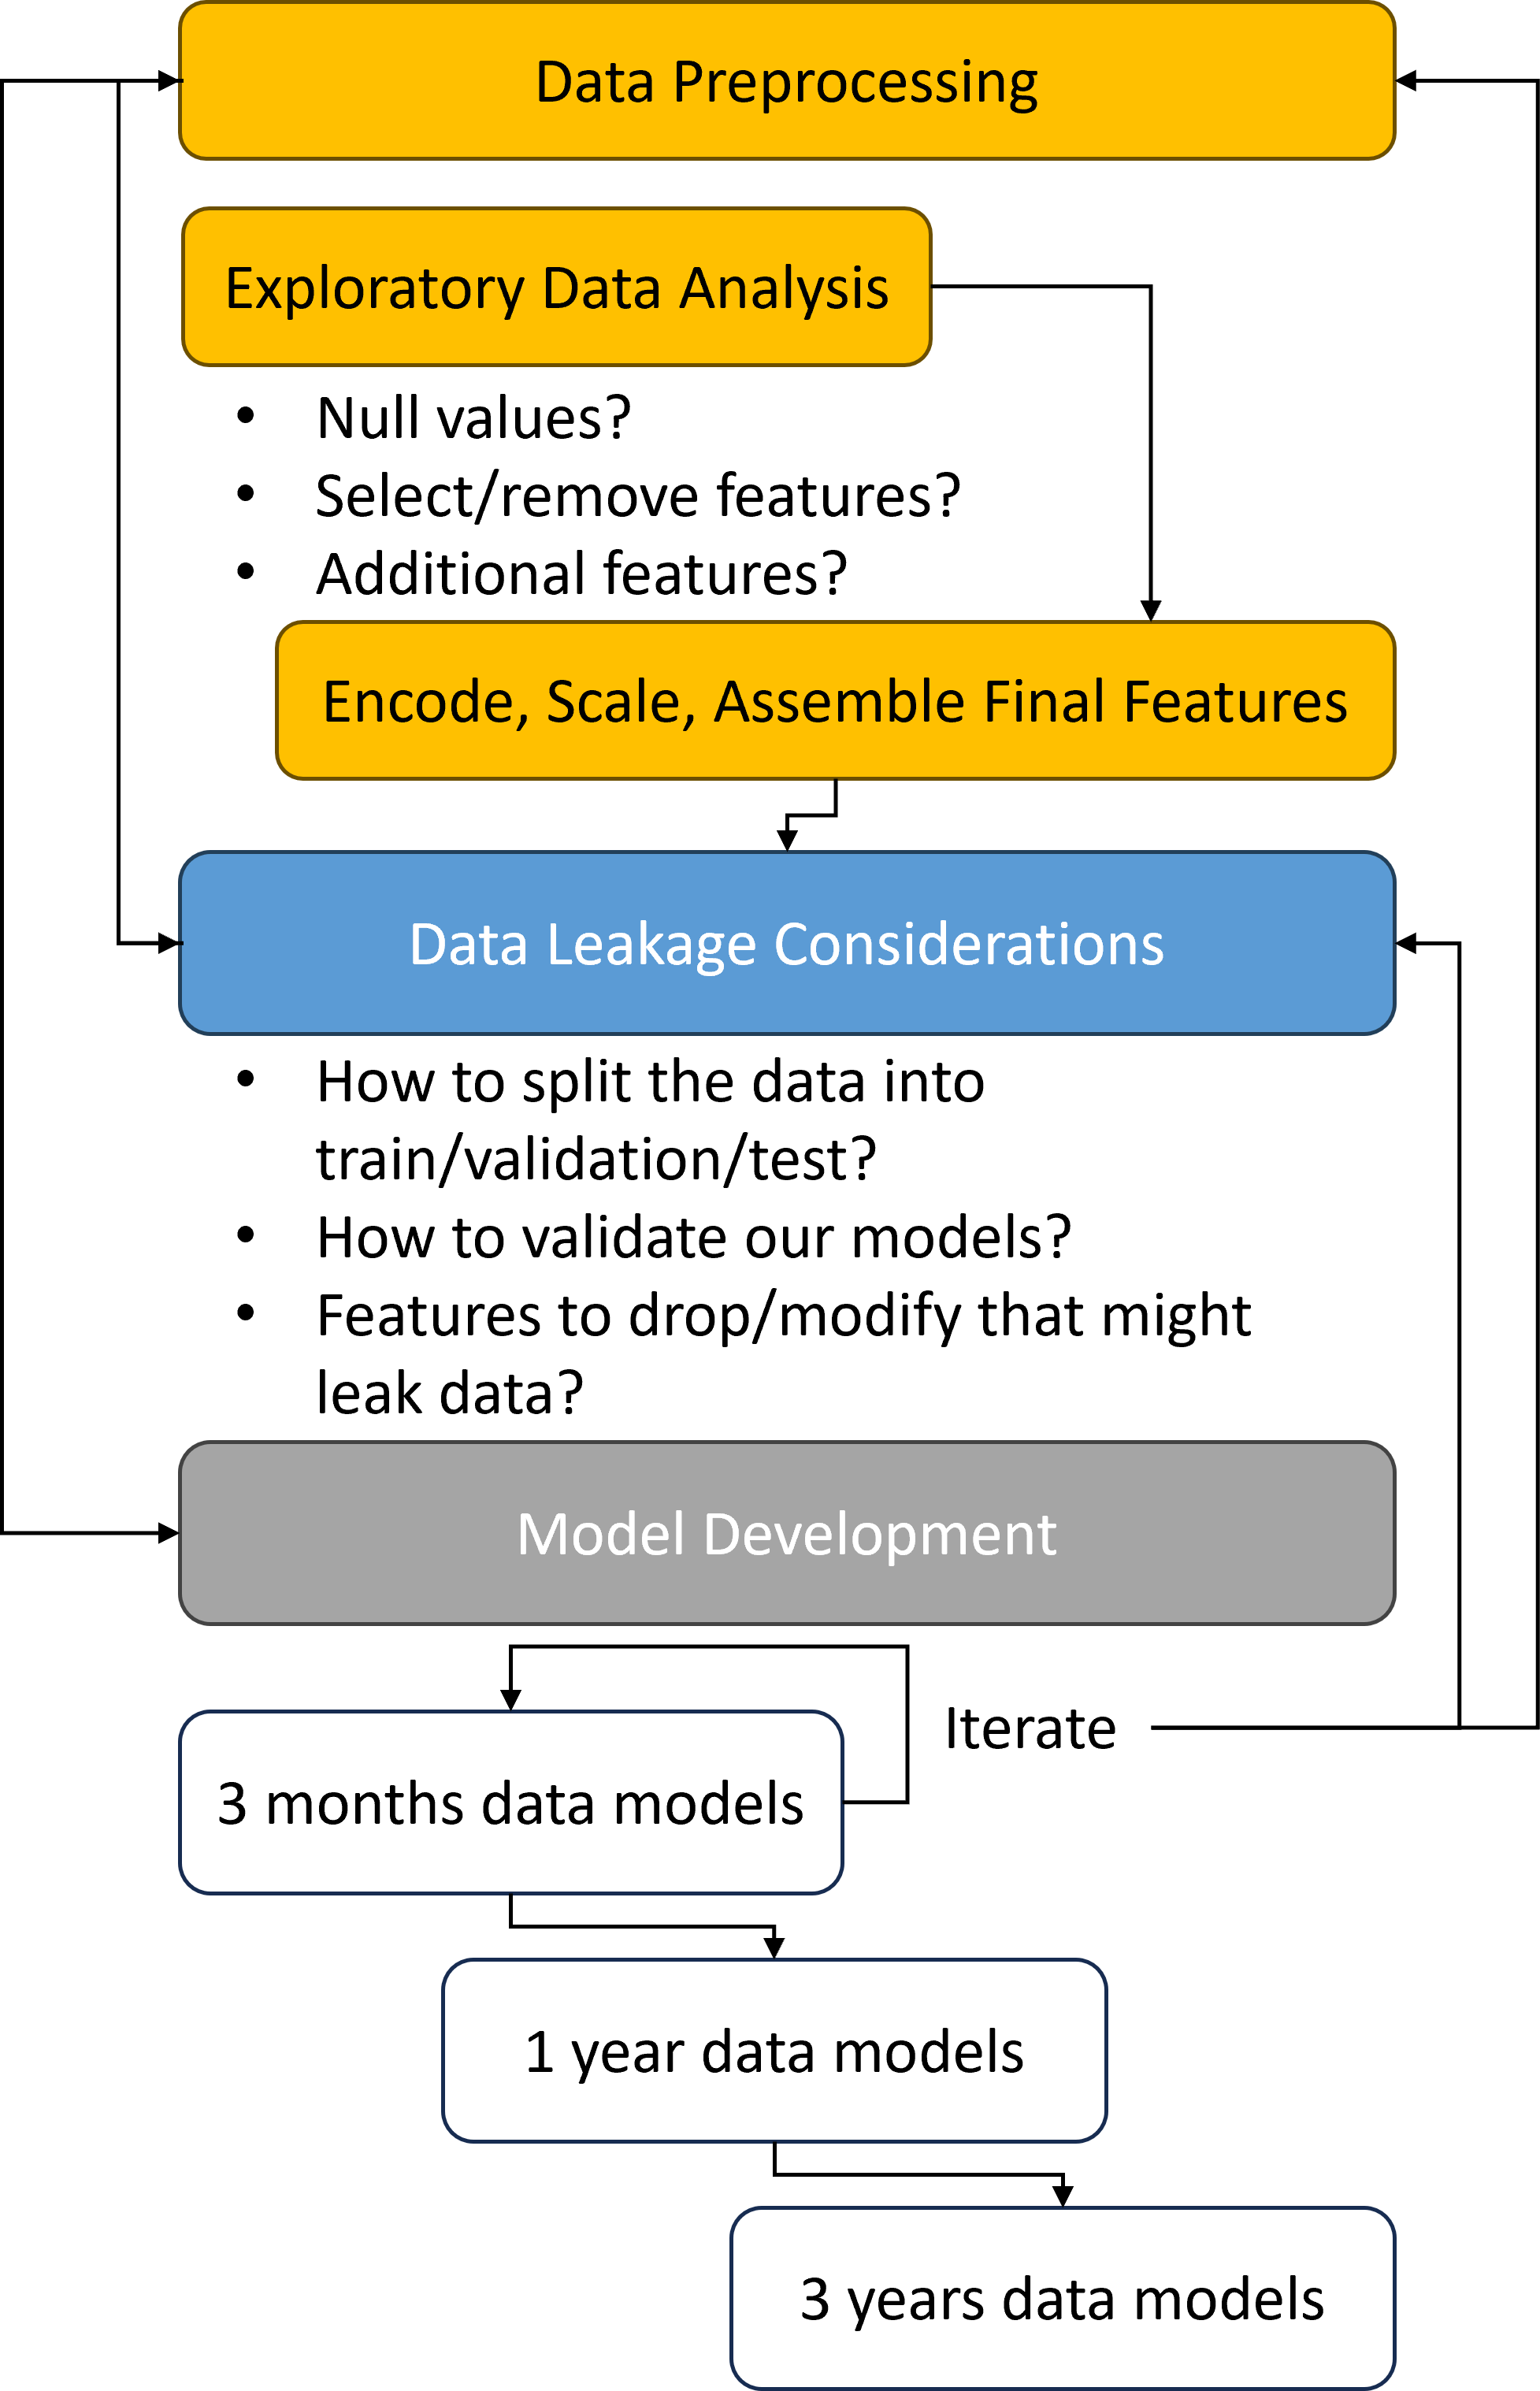 Data Preprocessing
Exploratory Data Analysis
• Null values?
• Select/remove features?
• Additional features?
Encode, Scale, Assemble Final Features
Data Leakage Considerations
• How to split the data into
train/validation/test?
• How to validate our models?
• Features to drop/modify that might
leak data?
Model Development
Iterate
3 months data models
1 year data models
3 years data models